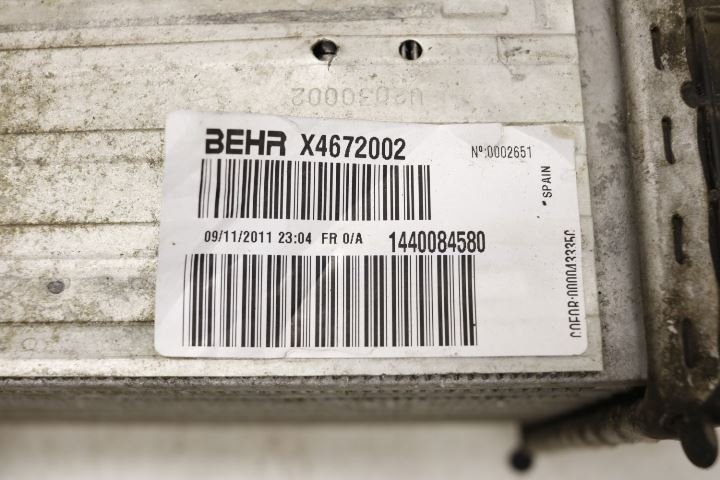 BEHR X4672002
Nº:0002651
* SPAIN
09/11/2011 23:04 FR 0/A 1440084580